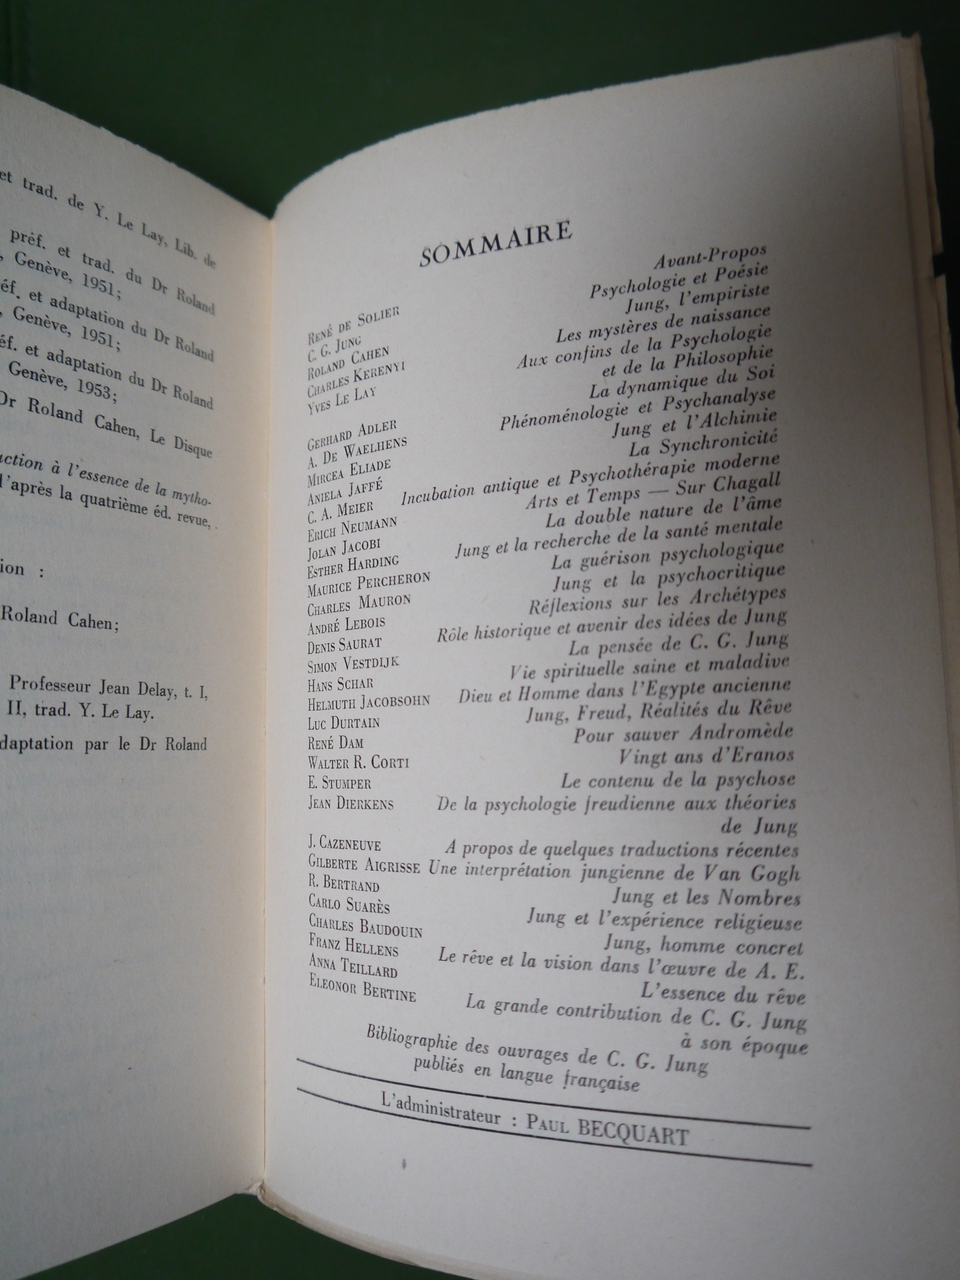 et trad. de Y. Le Lay, Lib. de
préf. et trad. du Dr Roland
, Genève, 1951;
éf. et adaptation du Dr Roland
, Genève, 1951;
éf. et adaptation du Dr Roland
Genève, 1953;
Dr Roland Cahen, Le Disque
ction à l'essence de la mytho-
l'après la quatrième éd. revue,
ion :
Roland Cahen;
Professeur Jean Delay, t. I,
II, trad. Y. Le Lay.
daptation par le Dr Roland
SOMMAIRE
Avant-Propos
RENÉ DE SOLIER Psychologie et Poésie
C. G. JUNG Jung, l'empiriste
ROLAND CAHEN Les mystères de naissance
CHARLES KERENYI Aux confins de la Psychologie
YVES LE LAY et de la Philosophie
La dynamique du Soi
GERHARD ADLER Phénoménologie et Psychanalyse
A. DE WAELHENS Jung et l'Alchimie
MIRCEA ELIADE La Synchronicité
ANIELA JAFFÉ Incubation antique et Psychothérapie moderne
C. A. MEIER Arts et Temps — Sur Chagall
ERICH NEUMANN La double nature de l'âme
JOLAN JACOBI Jung et la recherche de la santé mentale
ESTHER HARDING La guérison psychologique
MAURICE PERCHERON Jung et la psychocritique
CHARLES MAURON Réflexions sur les Archétypes
ANDRÉ LEBOIS Rôle historique et avenir des idées de Jung
DENIS SAURAT La pensée de C. G. Jung
SIMON VESTDIJK Vie spirituelle saine et maladive
HANS SCHAR Dieu et Homme dans l'Egypte ancienne
HELMUTH JACOBSOHN Jung, Freud, Réalités du Rêve
LUC DURTAIN Pour sauver Andromède
RENÉ DAM Vingt ans d'Eranos
WALTER R. CORTI Le contenu de la psychose
E. STUMPER De la psychologie freudienne aux théories
JEAN DIERKENS de Jung
J. CAZENEUVE A propos de quelques traductions récentes
GILBERTE AIGRISSE Une interprétation jungienne de Van Gogh
R. BERTRAND Jung et les Nombres
CARLO SUARÈS Jung et l'expérience religieuse
CHARLES BAUDOUIN Jung, homme concret
FRANZ HELLENS Le rêve et la vision dans l'œuvre de A. E.
ANNA TEILLARD L'essence du rêve
ELEONOR BERTINE La grande contribution de C. G. Jung
à son époque
Bibliographie des ouvrages de C. G. Jung
publiés en langue française
L'administrateur : PAUL BECQUART